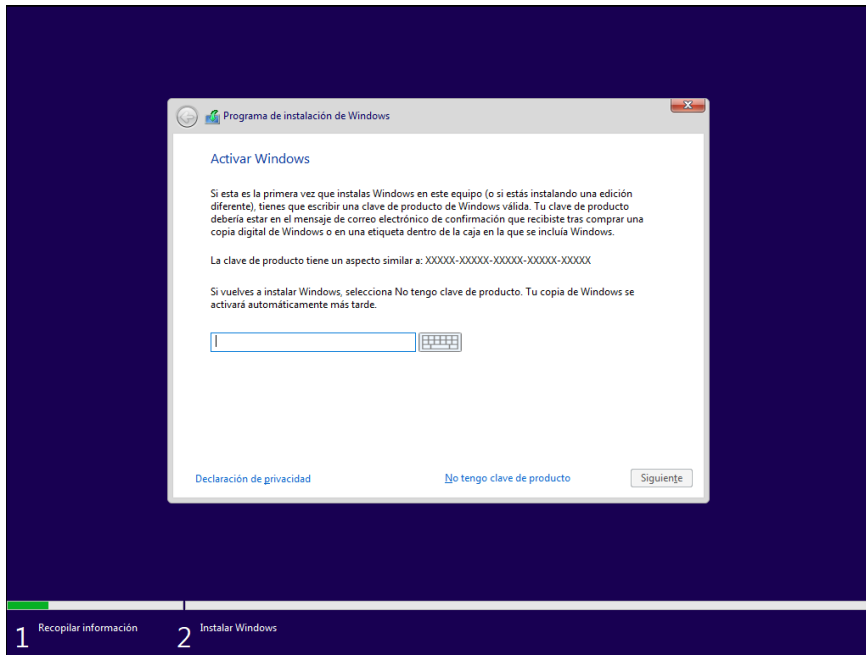 Programa de instalación de Windows
Activar Windows
Si esta es la primera vez que instalas Windows en este equipo (o si estás instalando una edición
diferente), tienes que escribir una clave de producto de Windows válida. Tu clave de producto
debería estar en el mensaje de correo electrónico de confirmación que recibiste tras comprar una
copia digital de Windows o en una etiqueta dentro de la caja en la que se incluía Windows.
La clave de producto tiene un aspecto similar a: XXXXX-XXXXX-XXXXX-XXXXX-XXXXX
Si vuelves a instalar Windows, selecciona No tengo clave de producto. Tu copia de Windows se
activará automáticamente más tarde.
Declaración de privacidad No tengo clave de producto Siguiente
1 Recopilar información 2 Instalar Windows